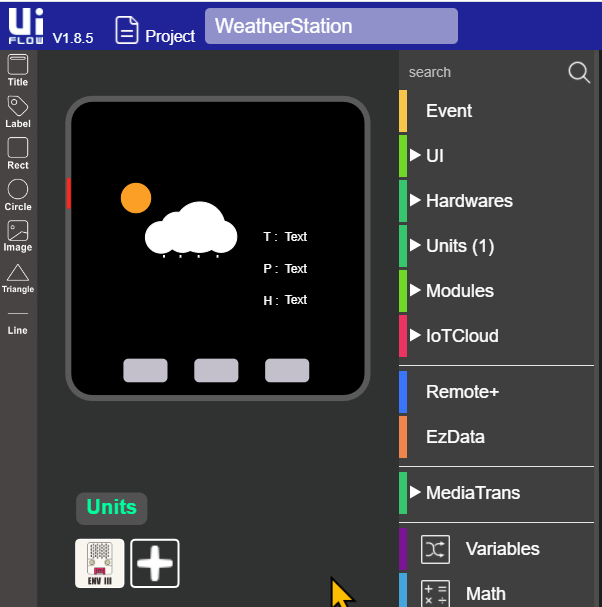 Ui
FLOW
V1.8.5
Project
WeatherStation
Title
Label
Rect
Circle
Image
Triangle
Line
T : Text
P : Text
H : Text
Units
ENV III
search
Event
UI
Hardwares
Units (1)
Modules
IoTCloud
Remote+
EzData
MediaTrans
Variables
Math